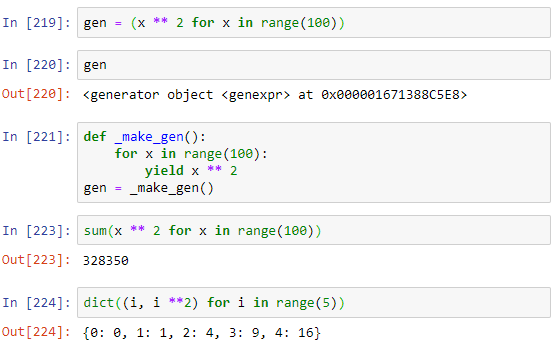 In [219]: gen = (x ** 2 for x in range(100))
In [220]: gen
Out[220]: <generator object <genexpr> at 0x000001671388C5E8>
In [221]: def _make_gen():
    for x in range(100):
        yield x ** 2
gen = _make_gen()
In [223]: sum(x ** 2 for x in range(100))
Out[223]: 328350
In [224]: dict((i, i **2) for i in range(5))
Out[224]: {0: 0, 1: 1, 2: 4, 3: 9, 4: 16}